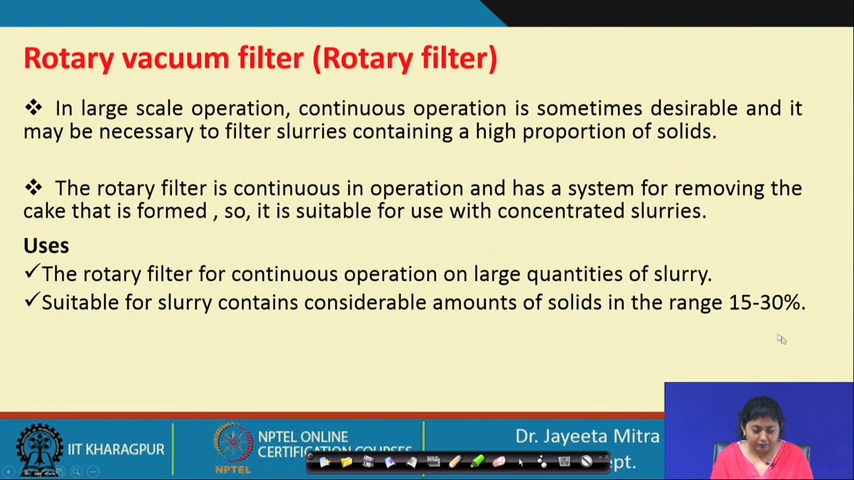 Rotary vacuum filter (Rotary filter)
❖ In large scale operation, continuous operation is sometimes desirable and it
may be necessary to filter slurries containing a high proportion of solids.
❖ The rotary filter is continuous in operation and has a system for removing the
cake that is formed , so, it is suitable for use with concentrated slurries.
Uses
✓The rotary filter for continuous operation on large quantities of slurry.
✓Suitable for slurry contains considerable amounts of solids in the range 15-30%.
IIT KHARAGPUR
NPTEL
NPTEL ONLINE
CERTIFICATION COURSES
Dr. Jayeeta Mitra
ept.